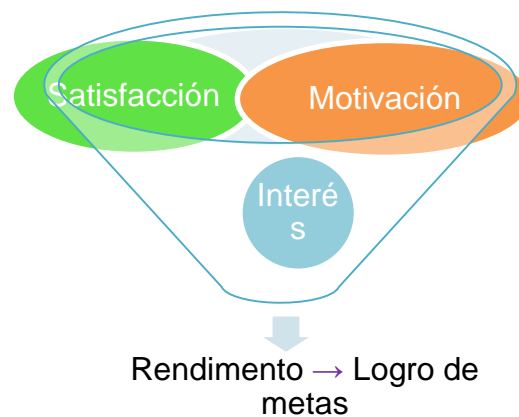 Satisfacción
Motivación
Interé
s
Rendimento → Logro de
metas